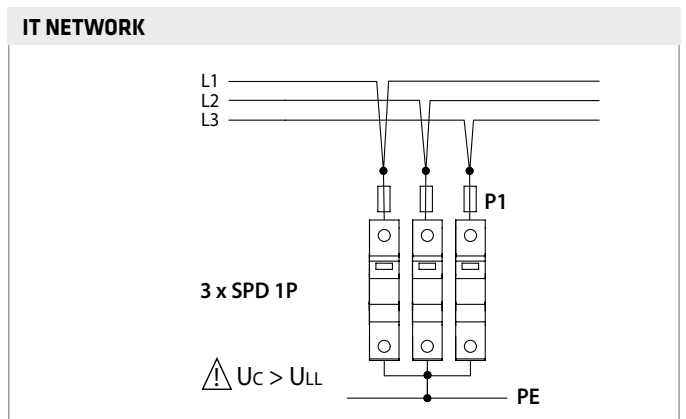 IT NETWORK
L1
L2
L3
P1
3 x SPD 1P
⚠ UC > ULL
PE